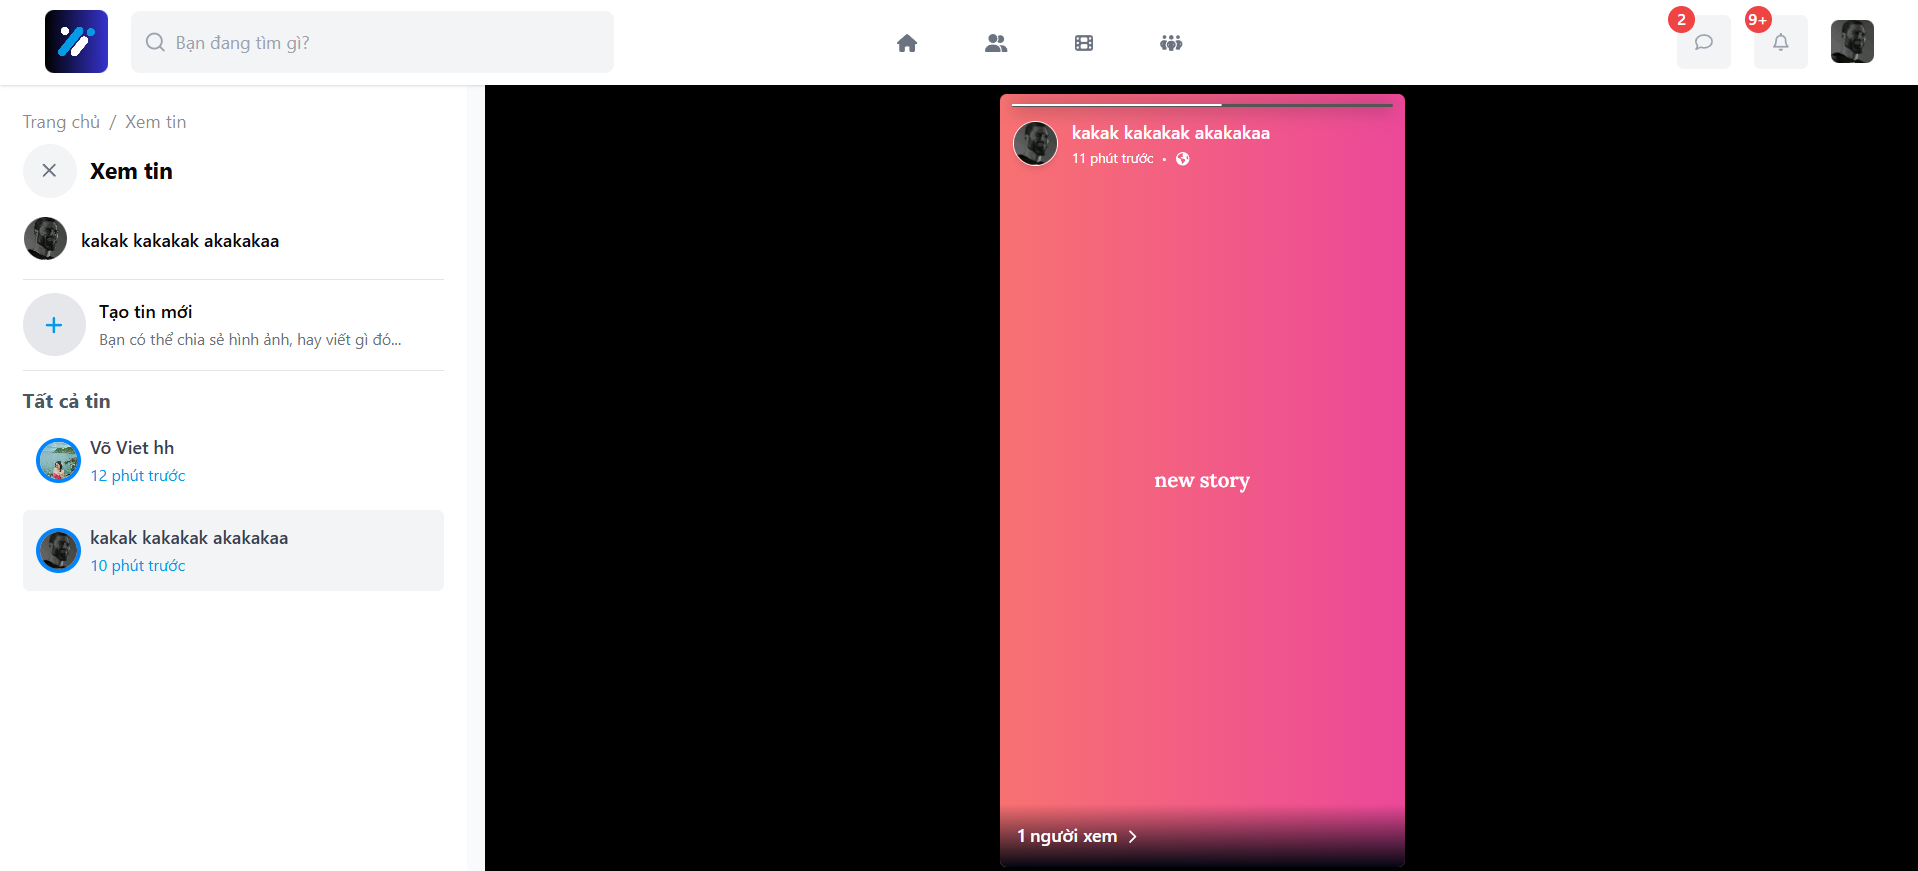 Bạn đang tìm gì?
2
9+
Trang chủ / Xem tin
Xem tin
kakak kakakak akakakaa
Tạo tin mới
Bạn có thể chia sẻ hình ảnh, hay viết gì đó...
Tất cả tin
Võ Viet hh
12 phút trước
kakak kakakak akakakaa
10 phút trước
kakak kakakak akakakaa
11 phút trước
new story
1 người xem